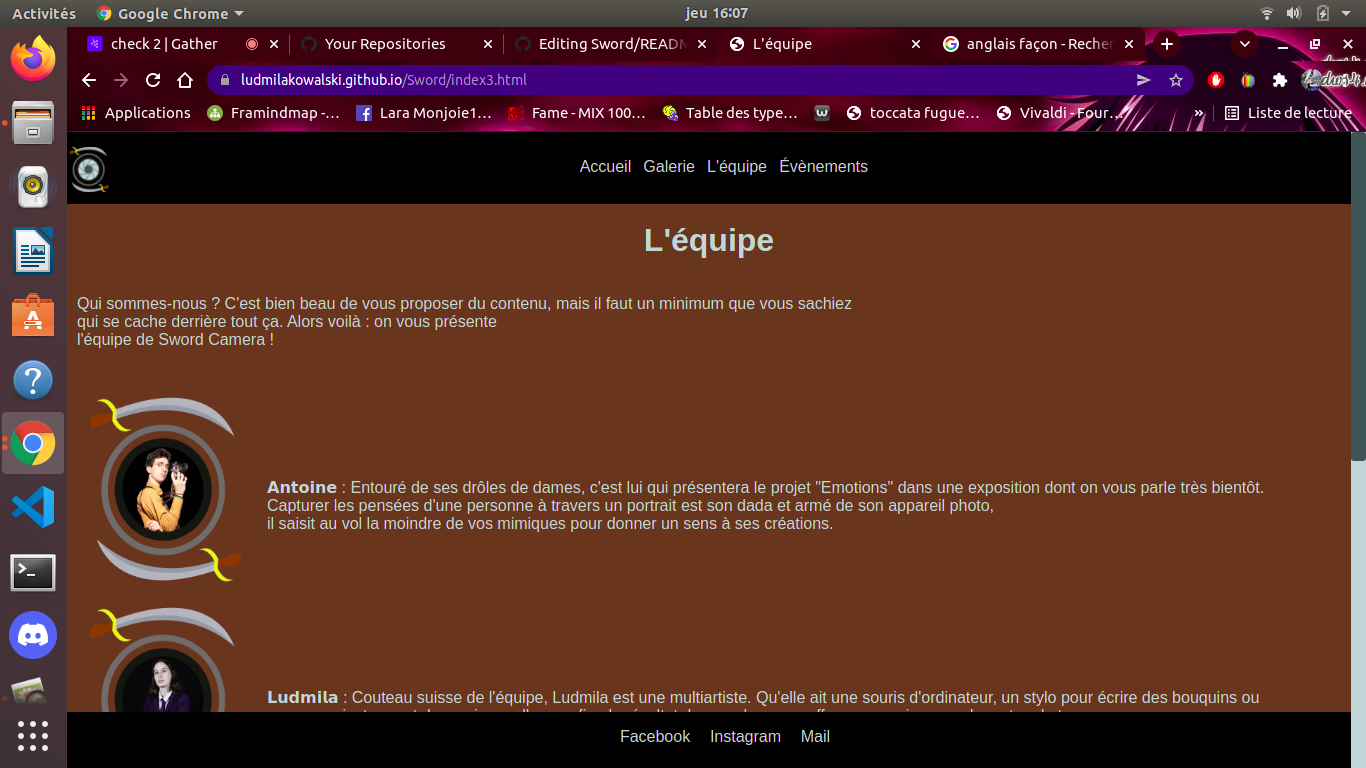 Activités Google Chrome jeu 16:07
check 2 | Gather Your Repositories Editing Sword/READM L'équipe anglais façon - Recher
ludmilakowalski.github.io/Sword/index3.html
Applications Framindmap -... Lara Monjoie1... Fame - MIX 100... Table des type... toccata fugue... Vivaldi - Four... » Liste de lecture
Accueil Galerie L'équipe Évènements
L'équipe
Qui sommes-nous ? C'est bien beau de vous proposer du contenu, mais il faut un minimum que vous sachiez
qui se cache derrière tout ça. Alors voilà : on vous présente
l'équipe de Sword Camera !
Antoine : Entouré de ses drôles de dames, c'est lui qui présentera le projet "Emotions" dans une exposition dont on vous parle très bientôt.
Capturer les pensées d'une personne à travers un portrait est son dada et armé de son appareil photo,
il saisit au vol la moindre de vos mimiques pour donner un sens à ses créations.
Ludmila : Couteau suisse de l'équipe, Ludmila est une multiartiste. Qu'elle ait une souris d'ordinateur, un stylo pour écrire des bouquins ou
Facebook Instagram Mail